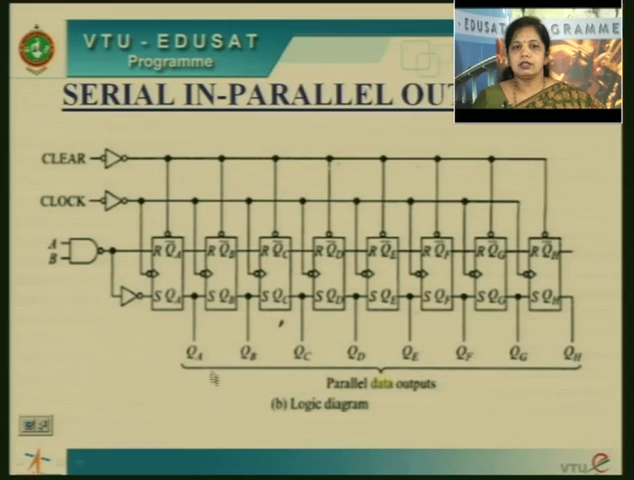 VTU - EDUSAT
Programme
- EDUSAT
GRAMME
SERIAL IN-PARALLEL OU
CLEAR
CLOCK
A
B
R Q̅A R Q̅B R Q̅C R Q̅D R Q̅E R Q̅F R Q̅G R Q̅H
S QA S QB S QC S QD S QE S QF S QG S QH
QA QB QC QD QE QF QG QH
Parallel data outputs
(b) Logic diagram
VTU e